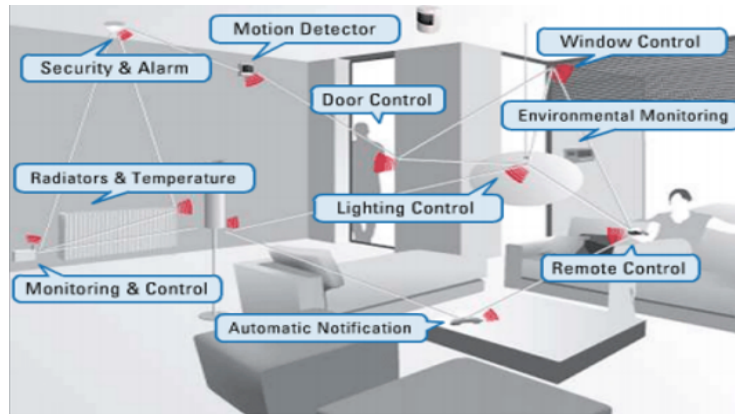 Motion Detector
Window Control
Security & Alarm
Door Control
Environmental Monitoring
Radiators & Temperature
Lighting Control
Remote Control
Monitoring & Control
Automatic Notification